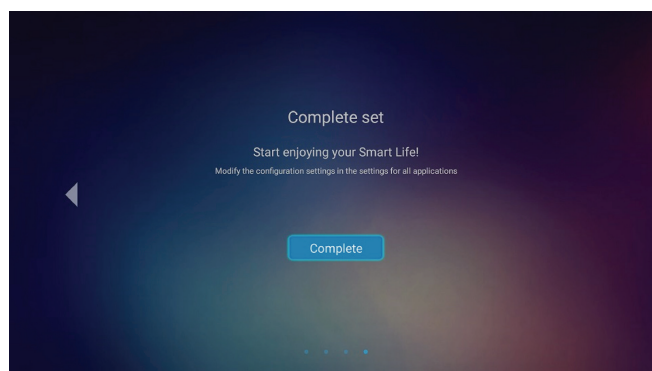 Complete set
Start enjoying your Smart Life!
Modify the configuration settings in the settings for all applications
Complete